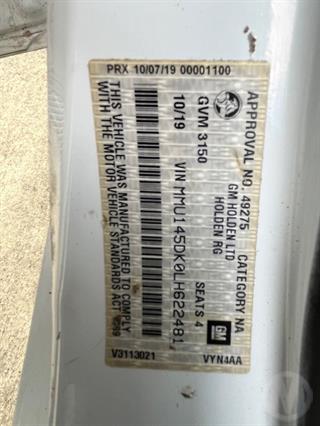 PRX 10/07/19 00001100
APPROVAL NO. 49275 CATEGORY NA
GM HOLDEN LTD
HOLDEN RG
GVM 3150 SEATS 4
10/19
VIN MMU145DK0LH622481
THIS VEHICLE WAS MANUFACTURED TO COMPLY
WITH THE MOTOR VEHICLE STANDARDS ACT 1989
GM
V3113021 VYN4AA